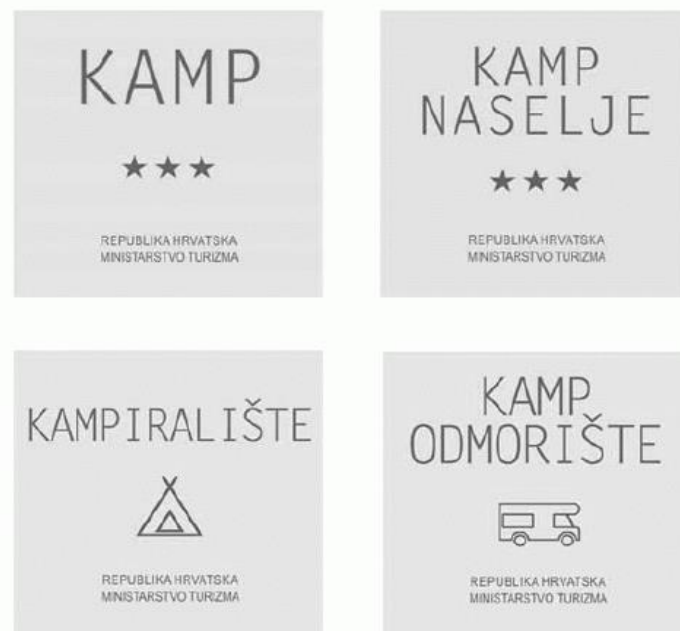 KAMP
REPUBLIKA HRVATSKA
MINISTARSTVO TURIZMA
KAMP
NASELJE
REPUBLIKA HRVATSKA
MINISTARSTVO TURIZMA
KAMPIRALIŠTE
REPUBLIKA HRVATSKA
MINISTARSTVO TURIZMA
KAMP
ODMORIŠTE
REPUBLIKA HRVATSKA
MINISTARSTVO TURIZMA